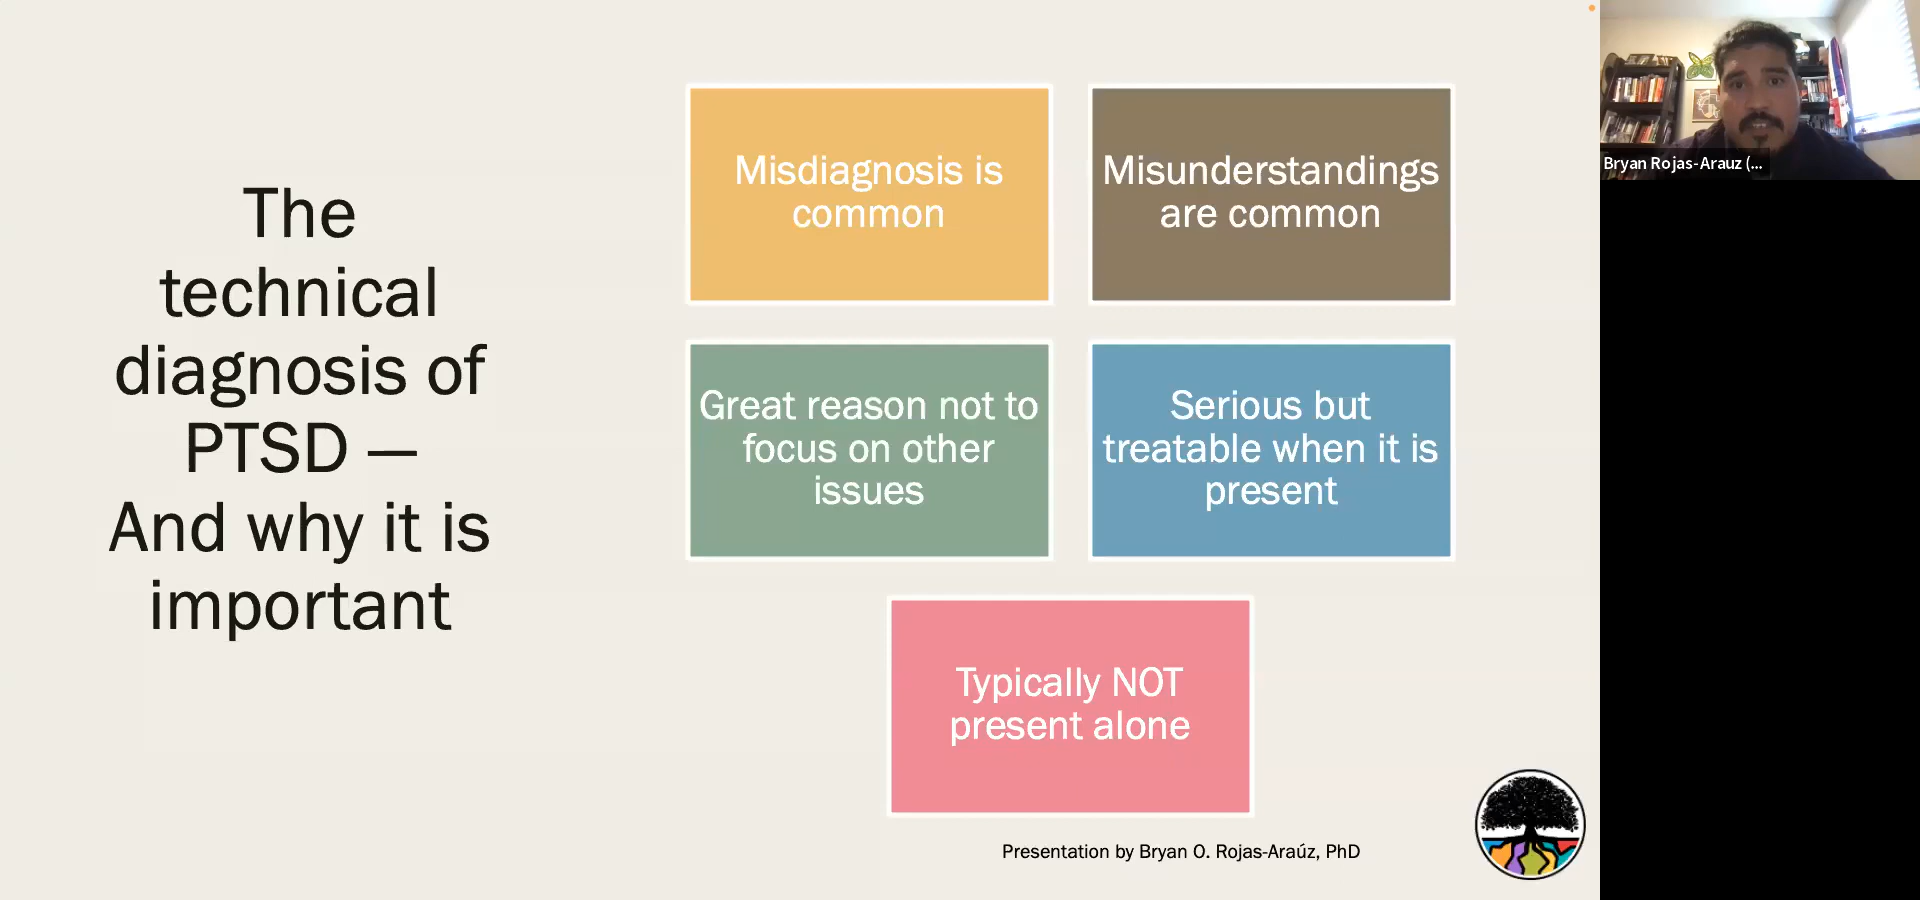 The
technical
diagnosis of
PTSD —
And why it is
important
Misdiagnosis is
common
Misunderstandings
are common
Great reason not to
focus on other
issues
Serious but
treatable when it is
present
Typically NOT
present alone
Presentation by Bryan O. Rojas-Araúz, PhD
Bryan Rojas-Arauz (...